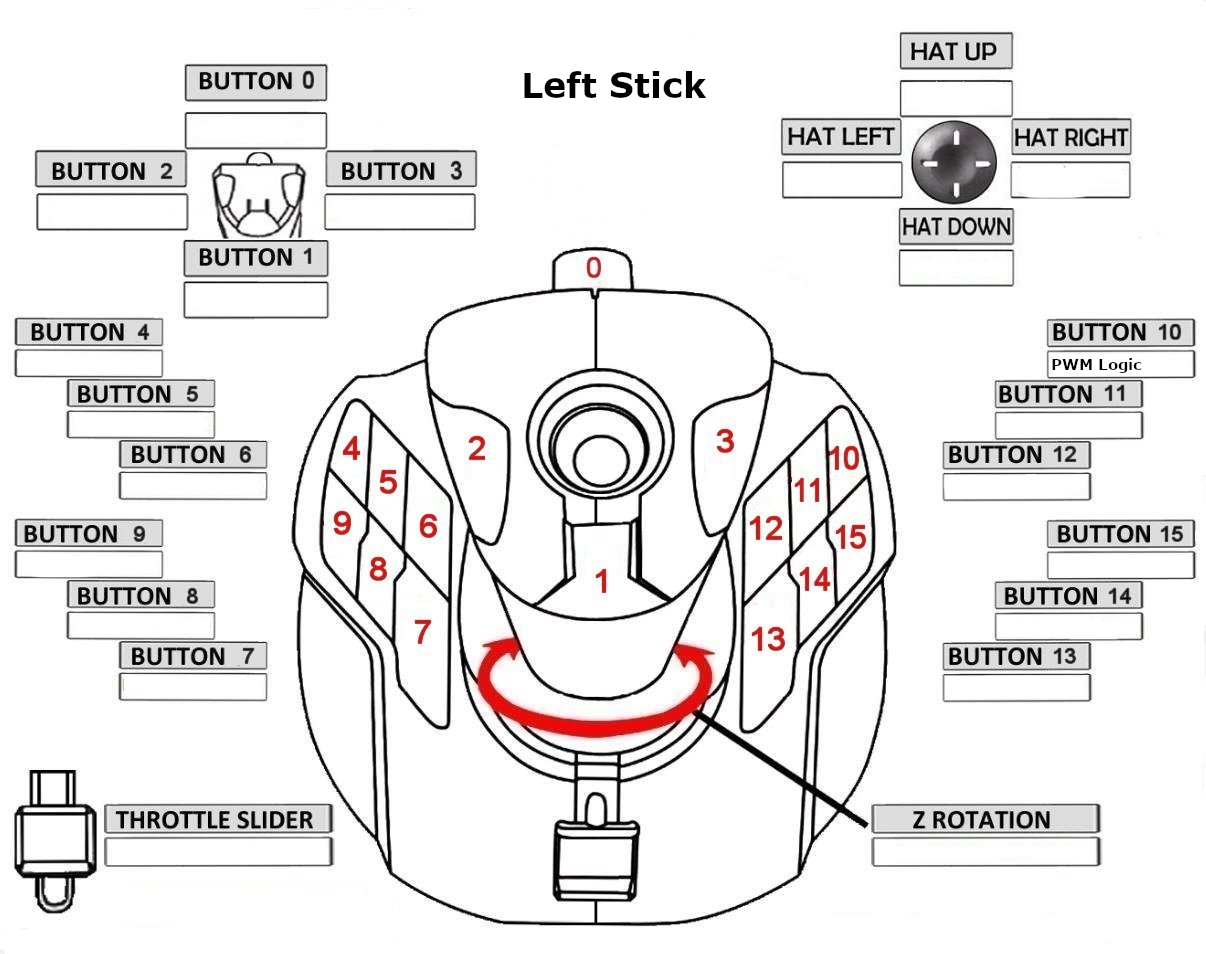 Left Stick
BUTTON 0
BUTTON 2
BUTTON 3
BUTTON 1
HAT UP
HAT LEFT
HAT RIGHT
HAT DOWN
BUTTON 4
BUTTON 5
BUTTON 6
BUTTON 9
BUTTON 8
BUTTON 7
0
2
3
1
4
5
6
9
8
7
10
11
12
15
14
13
BUTTON 10
PWM Logic
BUTTON 11
BUTTON 12
BUTTON 15
BUTTON 14
BUTTON 13
THROTTLE SLIDER
Z ROTATION